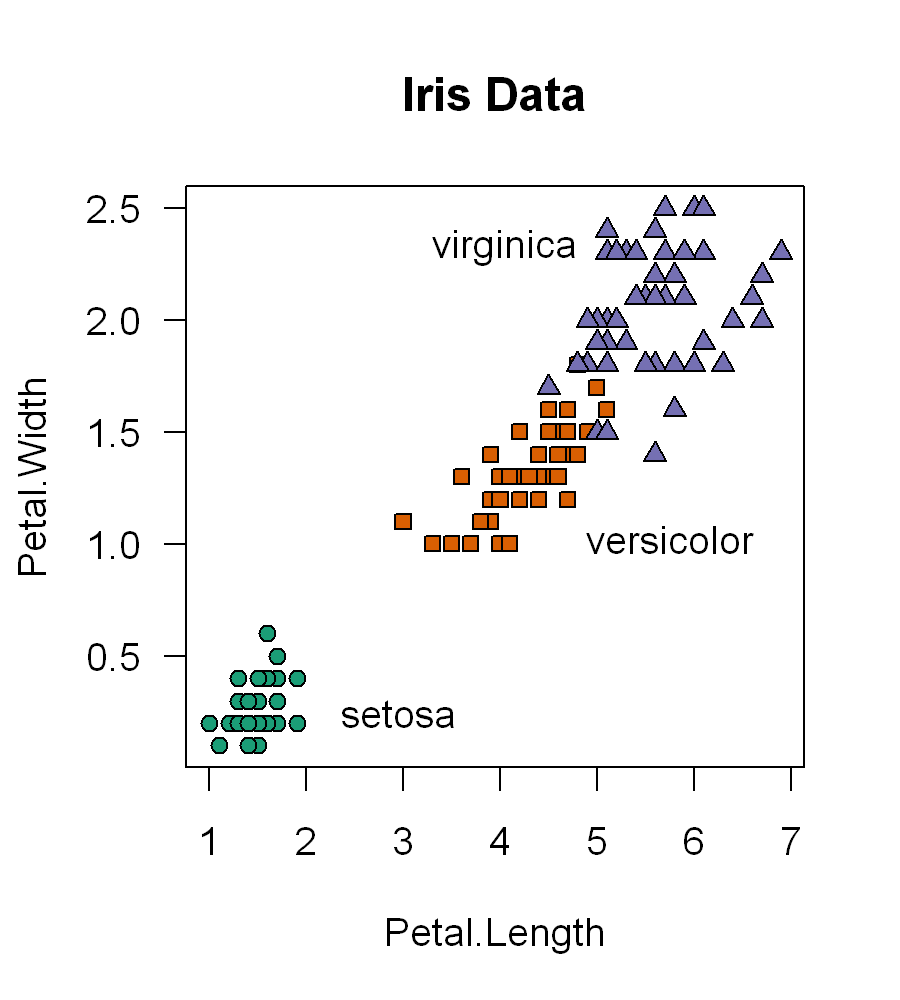 Iris Data
2.5
virginica
2.0
1.5
Petal.Width
versicolor
1.0
0.5
setosa
1 2 3 4 5 6 7
Petal.Length